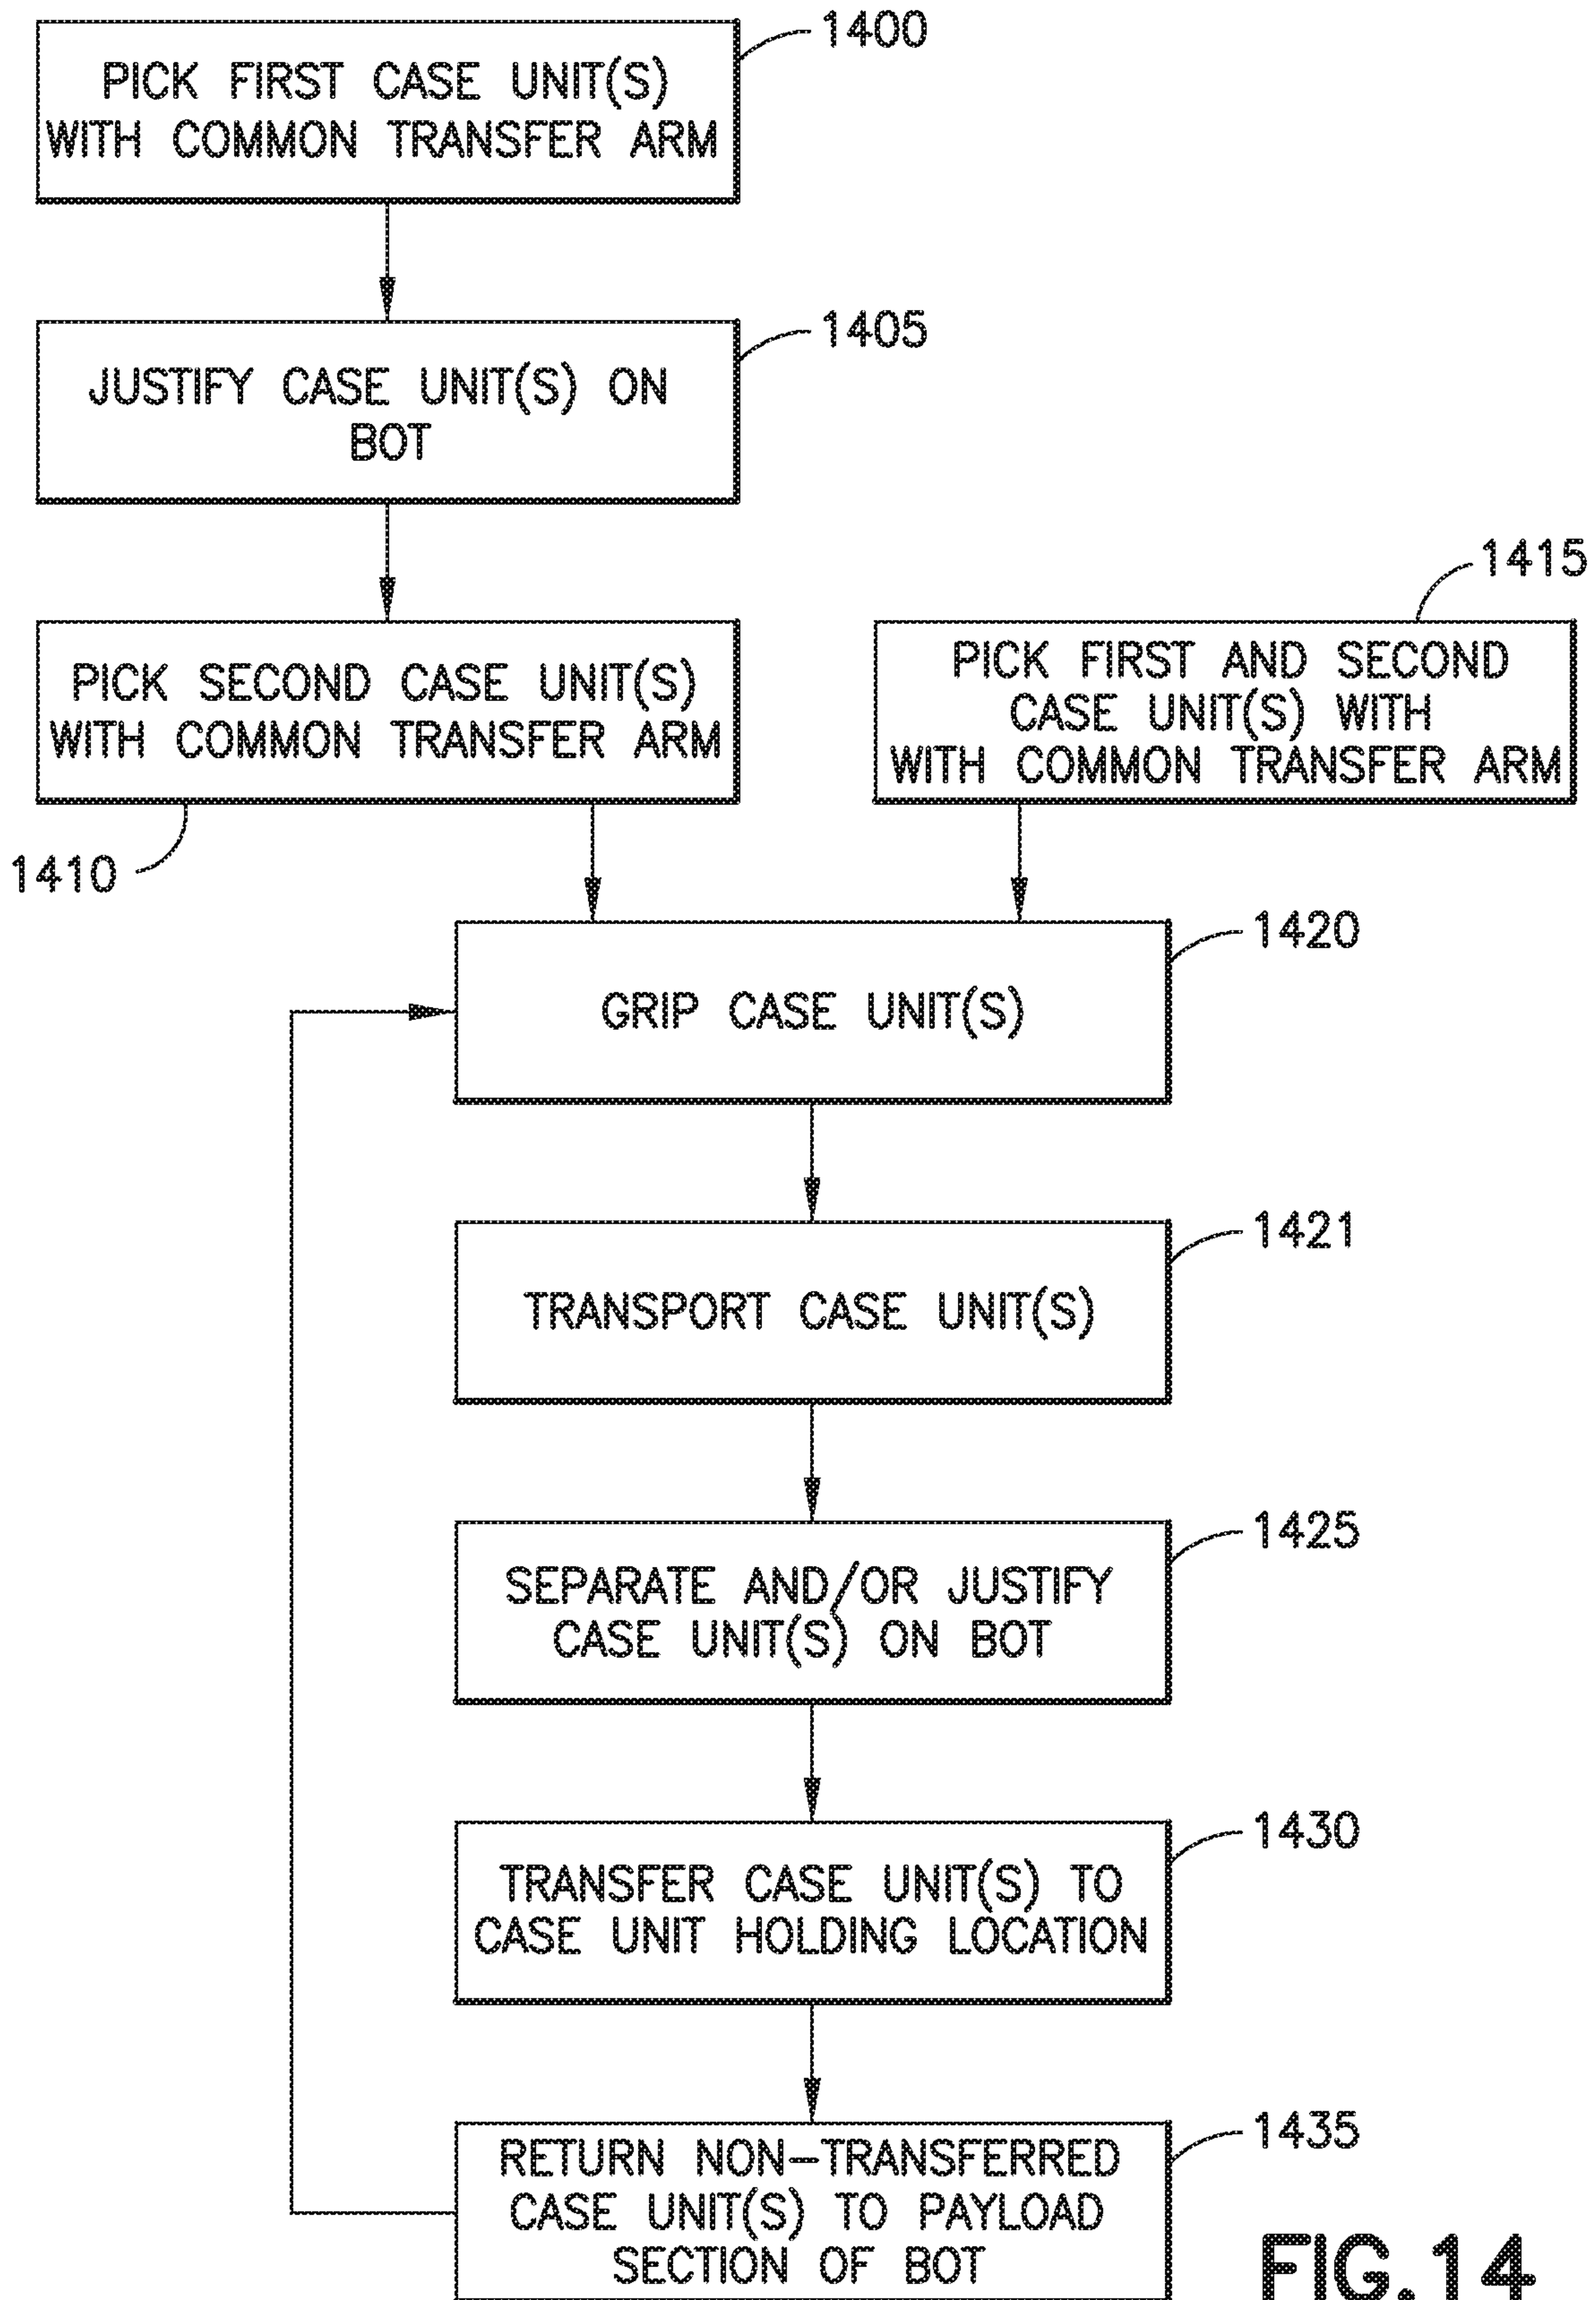 1400
PICK FIRST CASE UNIT(S)
WITH COMMON TRANSFER ARM
1405
JUSTIFY CASE UNIT(S) ON
BOT
1415
PICK SECOND CASE UNIT(S)
WITH COMMON TRANSFER ARM
1410
PICK FIRST AND SECOND
CASE UNIT(S) WITH
WITH COMMON TRANSFER ARM
1420
GRIP CASE UNIT(S)
1421
TRANSPORT CASE UNIT(S)
1425
SEPARATE AND/OR JUSTIFY
CASE UNIT(S) ON BOT
1430
TRANSFER CASE UNIT(S) TO
CASE UNIT HOLDING LOCATION
1435
RETURN NON-TRANSFERRED
CASE UNIT(S) TO PAYLOAD
SECTION OF BOT
FIG.14